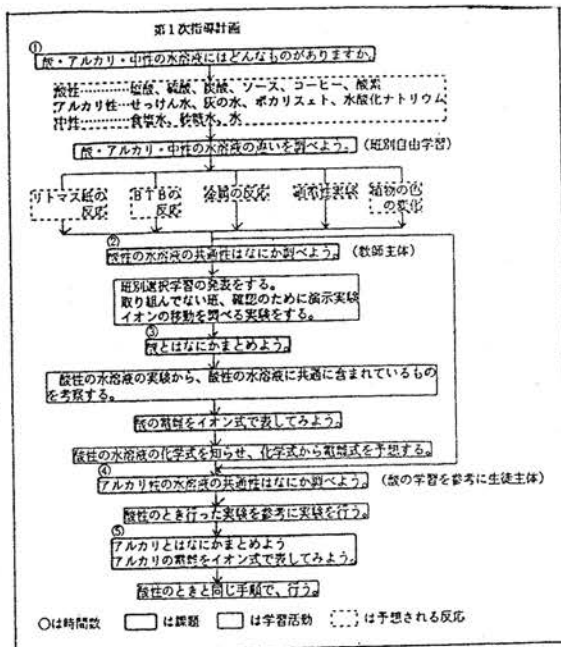 第1次指導計画
①
酸・アルカリ・中性の水溶液にはどんなものがありますか。
酸性…………塩酸、硫酸、炭酸、ソース、コーヒー、酸素
アルカリ性…せっけん水、灰の水、ポカリスェト、水酸化ナトリウム
中性…………食塩水、砂糖水、水
酸・アルカリ・中性の水溶液の違いを調べよう。(班別自由学習)
リトマス紙の反応
BTBの反応
金属の反応
植物の色の変化
②
酸性の水溶液の共通性はなにか調べよう。(教師主体)
班別選択学習の発表をする。
取り組んでない班、確認のために演示実験
イオンの移動を調べる実験をする。
③
酸とはなにかまとめよう。
酸性の水溶液の実験から、酸性の水溶液に共通に含まれているもの
を考察する。
酸の電離をイオン式で表してみよう。
酸性の水溶液の化学式を知らせ、化学式から電離式を予想する。
④
アルカリ性の水溶液の共通性はなにか調べよう。(酸の学習を参考に生徒主体)
酸性のとき行った実験を参考に実験を行う。
⑤
アルカリとはなにかまとめよう
アルカリの電離をイオン式で表してみよう。
酸性のときと同じ手順で、行う。
○は時間数 は課題 は学習活動 は予想される反応